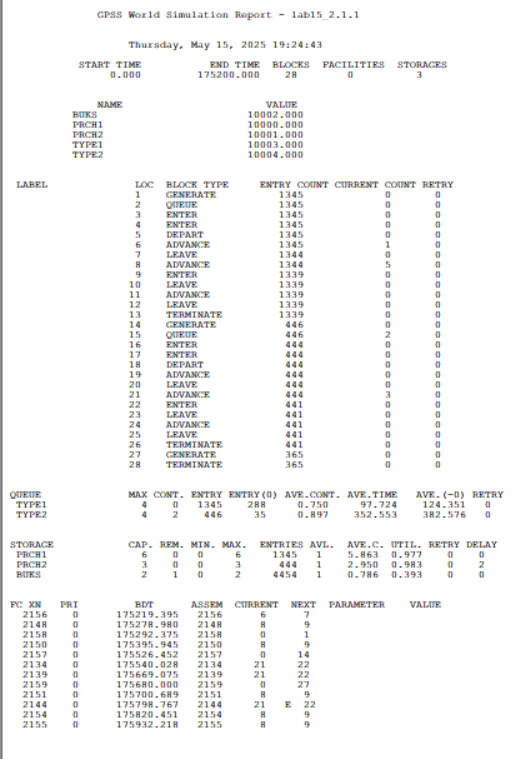 GPSS World Simulation Report - lab15_2.1.1
Thursday, May 15, 2025 19:24:43
START TIME END TIME BLOCKS FACILITIES STORAGES
0.000 175200.000 28 0 3
NAME VALUE
BUKS 10002.000
PRCH1 10000.000
PRCH2 10001.000
TYPE1 10003.000
TYPE2 10004.000
LABEL LOC BLOCK TYPE ENTRY COUNT CURRENT COUNT RETRY
1 GENERATE 1345 0 0
2 QUEUE 1345 0 0
3 ENTER 1345 0 0
4 ENTER 1345 0 0
5 DEPART 1345 0 0
6 ADVANCE 1345 1 0
7 LEAVE 1344 0 0
8 ADVANCE 1344 5 0
9 ENTER 1339 0 0
10 LEAVE 1339 0 0
11 ADVANCE 1339 0 0
12 LEAVE 1339 0 0
13 TERMINATE 1339 0 0
14 GENERATE 446 0 0
15 QUEUE 446 2 0
16 ENTER 444 0 0
17 ENTER 444 0 0
18 DEPART 444 0 0
19 ADVANCE 444 0 0
20 LEAVE 444 0 0
21 ADVANCE 444 3 0
22 ENTER 441 0 0
23 LEAVE 441 0 0
24 ADVANCE 441 0 0
25 LEAVE 441 0 0
26 TERMINATE 441 0 0
27 GENERATE 365 0 0
28 TERMINATE 365 0 0
QUEUE MAX CONT. ENTRY ENTRY(0) AVE.CONT. AVE.TIME AVE.(-0) RETRY
TYPE1 4 0 1345 288 0.750 97.724 124.351 0
TYPE2 4 2 446 35 0.897 352.553 382.576 0
STORAGE CAP. REM. MIN. MAX. ENTRIES AVL. AVE.C. UTIL. RETRY DELAY
PRCH1 6 0 0 6 1345 1 5.863 0.977 0 0
PRCH2 3 0 0 3 444 1 2.950 0.983 0 2
BUKS 2 1 0 2 4454 1 0.786 0.393 0 0
FC XN PRI BDT ASSEM CURRENT NEXT PARAMETER VALUE
2156 0 175219.395 2156 6 7
2148 0 175278.980 2148 8 9
2158 0 175292.375 2158 0 1
2150 0 175395.945 2150 8 9
2157 0 175526.452 2157 0 14
2134 0 175540.028 2134 21 22
2139 0 175669.075 2139 21 22
2159 0 175680.000 2159 0 27
2151 0 175700.689 2151 8 9
2144 0 175798.767 2144 21 E 22
2154 0 175820.451 2154 8 9
2155 0 175932.218 2155 8 9